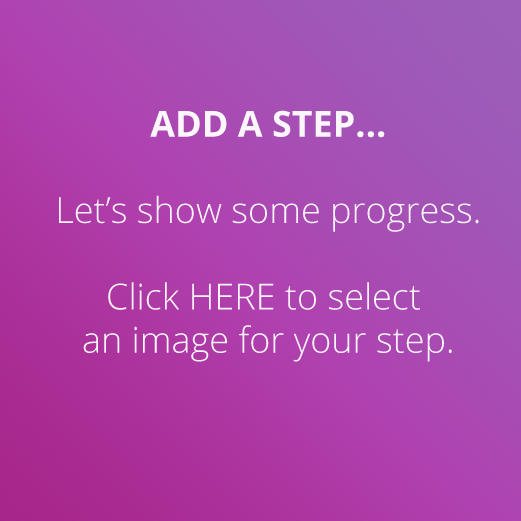 ADD A STEP...
Let’s show some progress.
Click HERE to select
an image for your step.